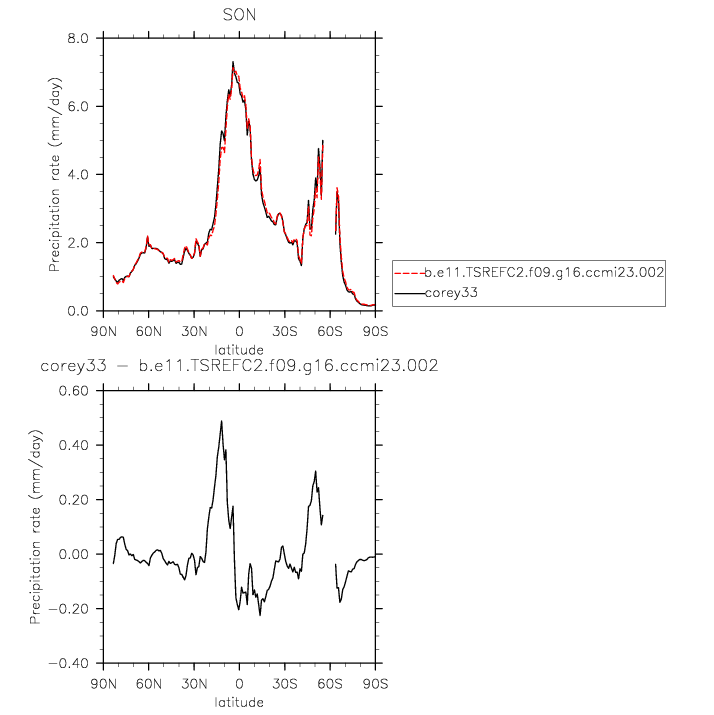 SON
8.0
6.0
4.0
2.0
0.0
Precipitation rate (mm/day)
90N 60N 30N 0 30S 60S 90S
latitude
b.e11.TSREFC2.f09.g16.ccmi23.002
corey33
corey33 − b.e11.TSREFC2.f09.g16.ccmi23.002
0.60
0.40
0.20
0.00
−0.20
−0.40
Precipitation rate (mm/day)
90N 60N 30N 0 30S 60S 90S
latitude